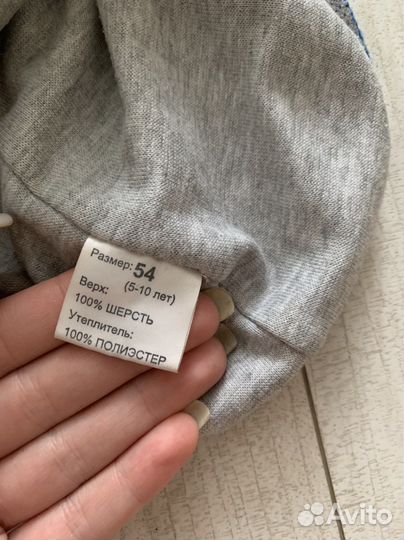 Размер: 54
Верх: (5-10 лет)
100% ШЕРСТЬ
Утеплитель:
100% ПОЛИЭСТЕР
Avito